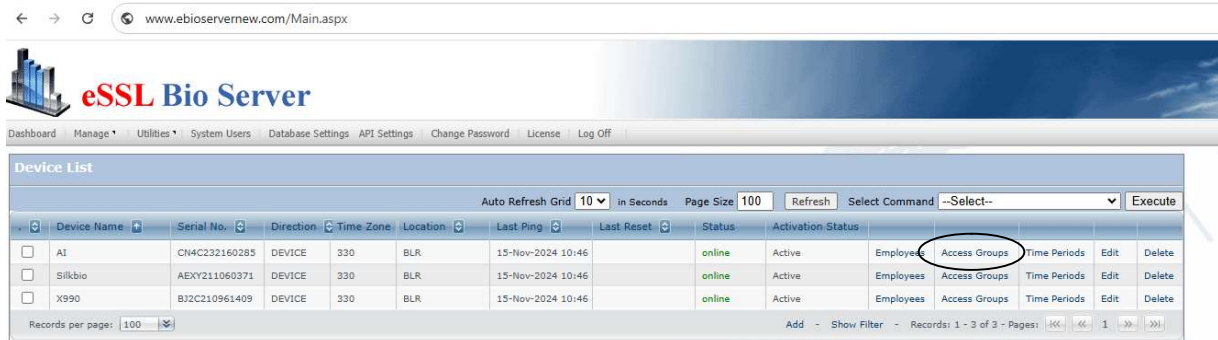 www.ebioservernew.com/Main.aspx
eSSL Bio Server
Dashboard Manage Utilities System Users Database Settings API Settings Change Password License Log Off
Device List
Auto Refresh Grid 10 in Seconds Page Size 100 Refresh Select Command --Select-- Execute
. Device Name Serial No. Direction Time Zone Location Last Ping Last Reset Status Activation Status
AI CN4C232160285 DEVICE 330 BLR 15-Nov-2024 10:46 online Active Employees Access Groups Time Periods Edit Delete
Silkbio AEXY211060371 DEVICE 330 BLR 15-Nov-2024 10:46 online Active Employees Access Groups Time Periods Edit Delete
X990 BJ2C210961409 DEVICE 330 BLR 15-Nov-2024 10:46 online Active Employees Access Groups Time Periods Edit Delete
Records per page: 100 Add - Show Filter - Records: 1 - 3 of 3 - Pages: 1